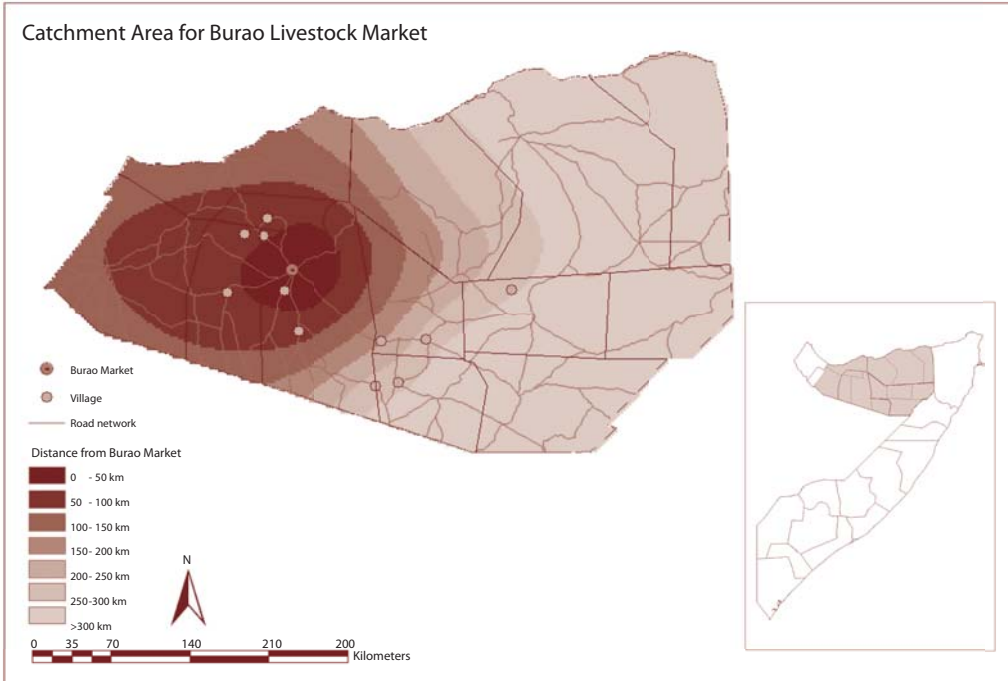 Catchment Area for Burao Livestock Market
Burao Market
Village
Road network
Distance from Burao Market
0 - 50 km
50 - 100 km
100- 150 km
150- 200 km
200- 250 km
250-300 km
>300 km
N
0 35 70 140 210 200
Kilometers